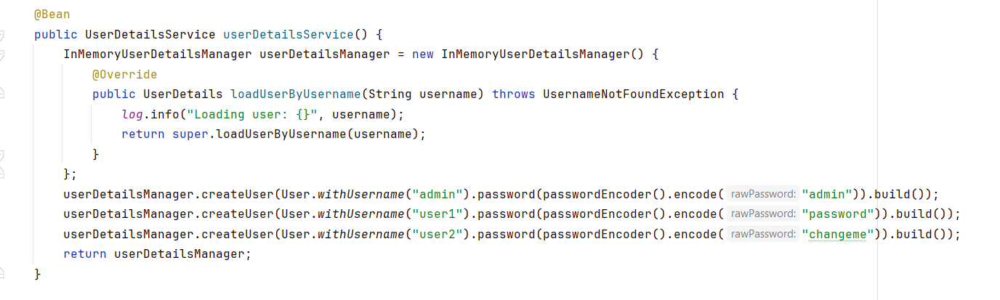 @Bean
public UserDetailsService userDetailsService() {
InMemoryUserDetailsManager userDetailsManager = new InMemoryUserDetailsManager() {
@Override
public UserDetails loadUserByUsername(String username) throws UsernameNotFoundException {
log.info("Loading user: {}", username);
return super.loadUserByUsername(username);
}
};
userDetailsManager.createUser(User.withUsername("admin").password(passwordEncoder().encode( rawPassword: "admin")).build());
userDetailsManager.createUser(User.withUsername("user1").password(passwordEncoder().encode( rawPassword: "password")).build());
userDetailsManager.createUser(User.withUsername("user2").password(passwordEncoder().encode( rawPassword: "changeme")).build());
return userDetailsManager;
}